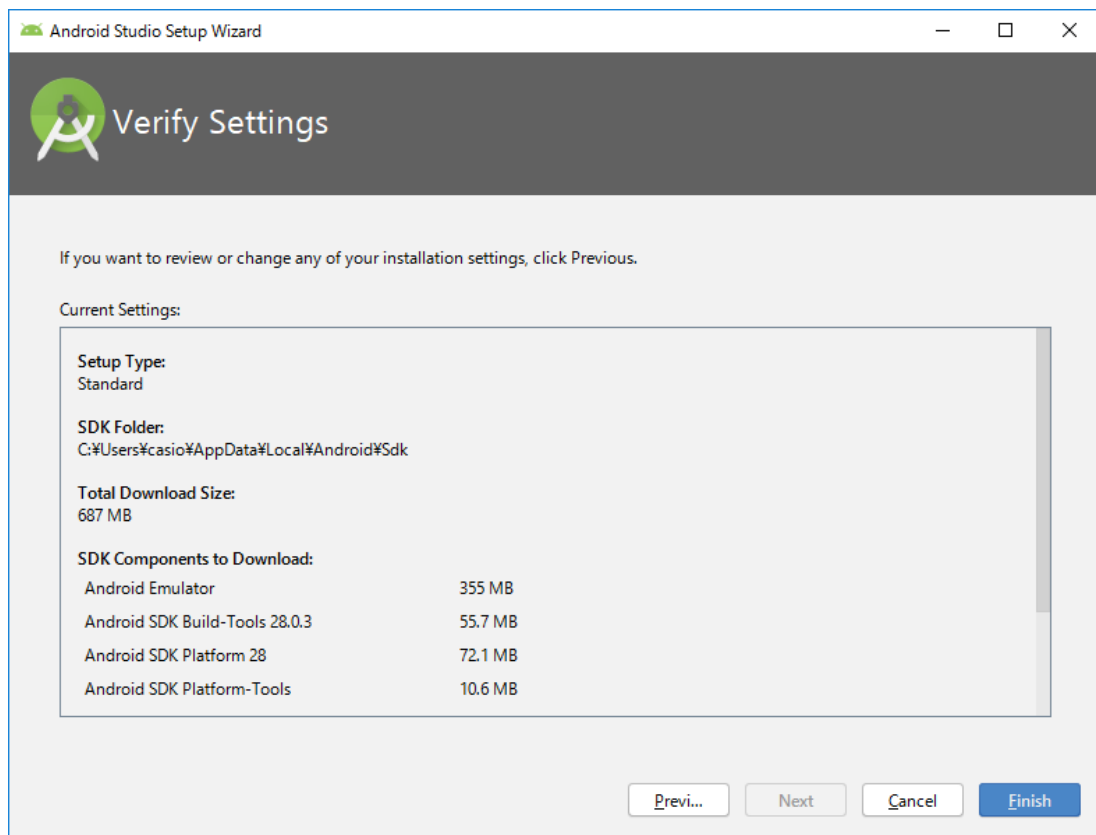 Android Studio Setup Wizard
Verify Settings
If you want to review or change any of your installation settings, click Previous.
Current Settings:
Setup Type:
Standard
SDK Folder:
C:¥Users¥casio¥AppData¥Local¥Android¥Sdk
Total Download Size:
687 MB
SDK Components to Download:
Android Emulator 355 MB
Android SDK Build-Tools 28.0.3 55.7 MB
Android SDK Platform 28 72.1 MB
Android SDK Platform-Tools 10.6 MB
Previ... Next Cancel Finish